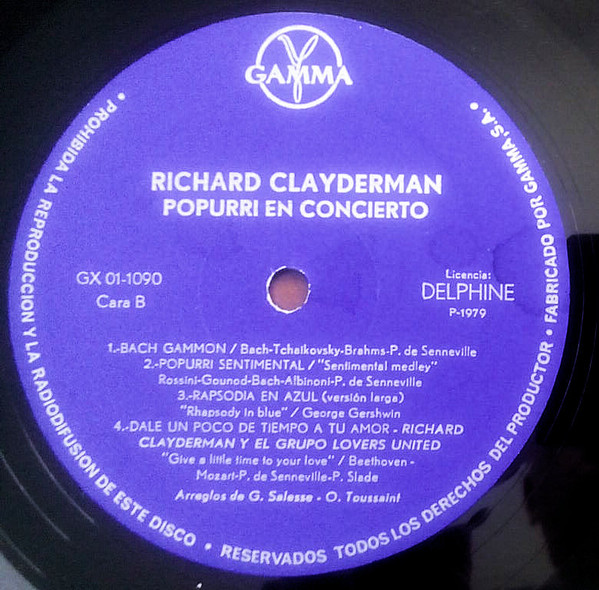 GAMMA
RICHARD CLAYDERMAN
POPURRI EN CONCIERTO
GX 01-1090
Cara B
Licencia:
DELPHINE
P-1979
1.-BACH GAMMON / Bach-Tchaikovsky-Brahms-P. de Senneville
2.-POPURRI SENTIMENTAL / "Sentimental medley"
Rossini-Gounod-Bach-Albinoni-P. de Senneville
3.-RAPSODIA EN AZUL (versión larga)
"Rhapsody in blue" / George Gershwin
4.-DALE UN POCO DE TIEMPO A TU AMOR - RICHARD
CLAYDERMAN Y EL GRUPO LOVERS UNITED
"Give a little time to your love" / Beethoven -
Mozart-P. de Senneville-P. Slade
Arreglos de G. Salesse - O. Toussaint
• PROHIBIDA LA REPRODUCCION Y LA RADIODIFUSION DE ESTE DISCO • RESERVADOS TODOS LOS DERECHOS DEL PRODUCTOR • FABRICADO POR GAMMA, S.A. •